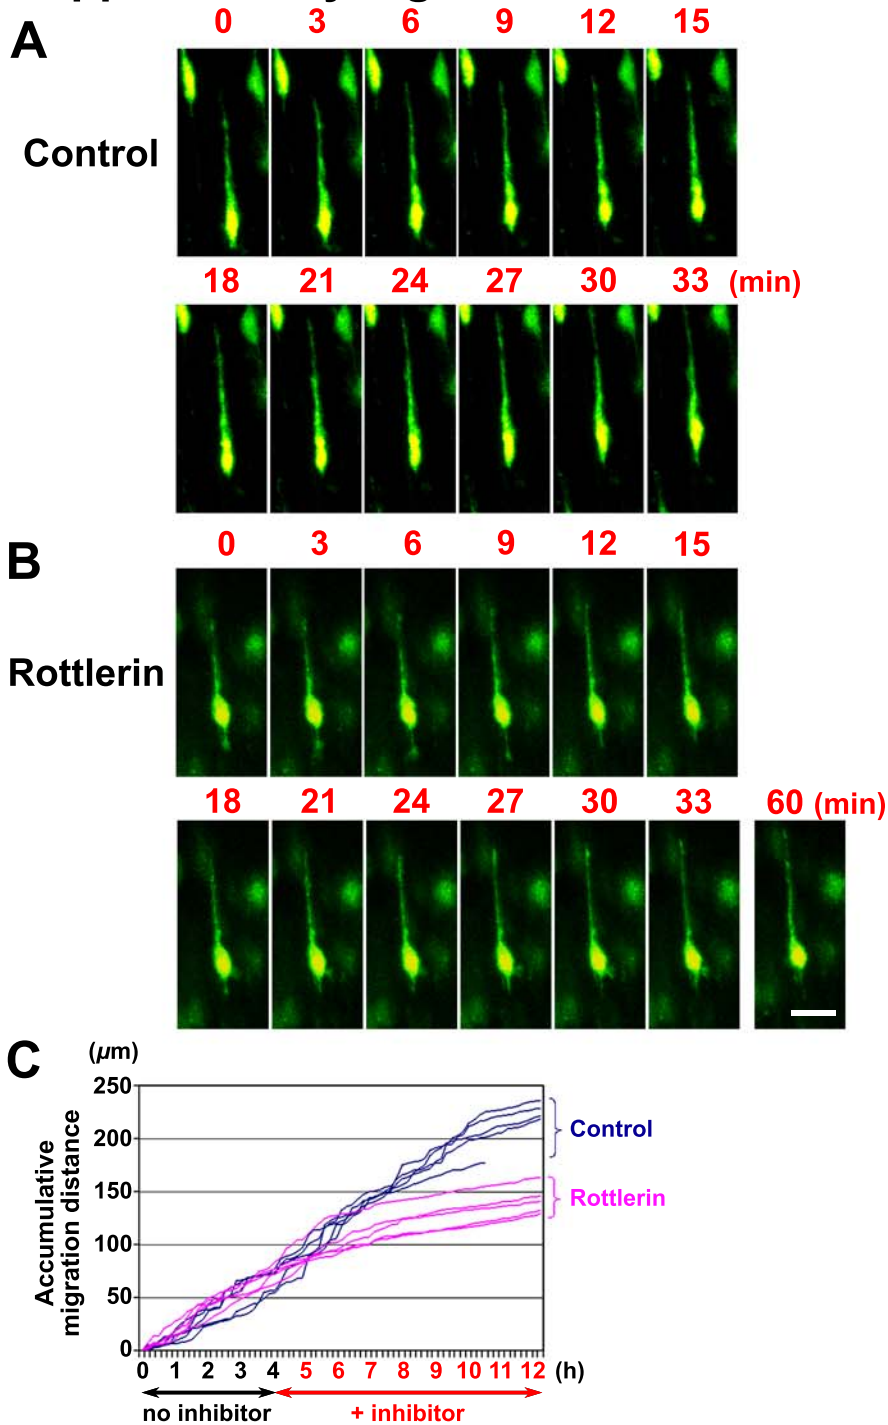 A
0 3 6 9 12 15
Control
18 21 24 27 30 33 (min)
B
0 3 6 9 12 15
Rottlerin
18 21 24 27 30 33 60 (min)
C
(µm)
Accumulative
migration distance
250
200
150
100
50
0
Control
Rottlerin
0 1 2 3 4 5 6 7 8 9 10 11 12 (h)
no inhibitor
+ inhibitor